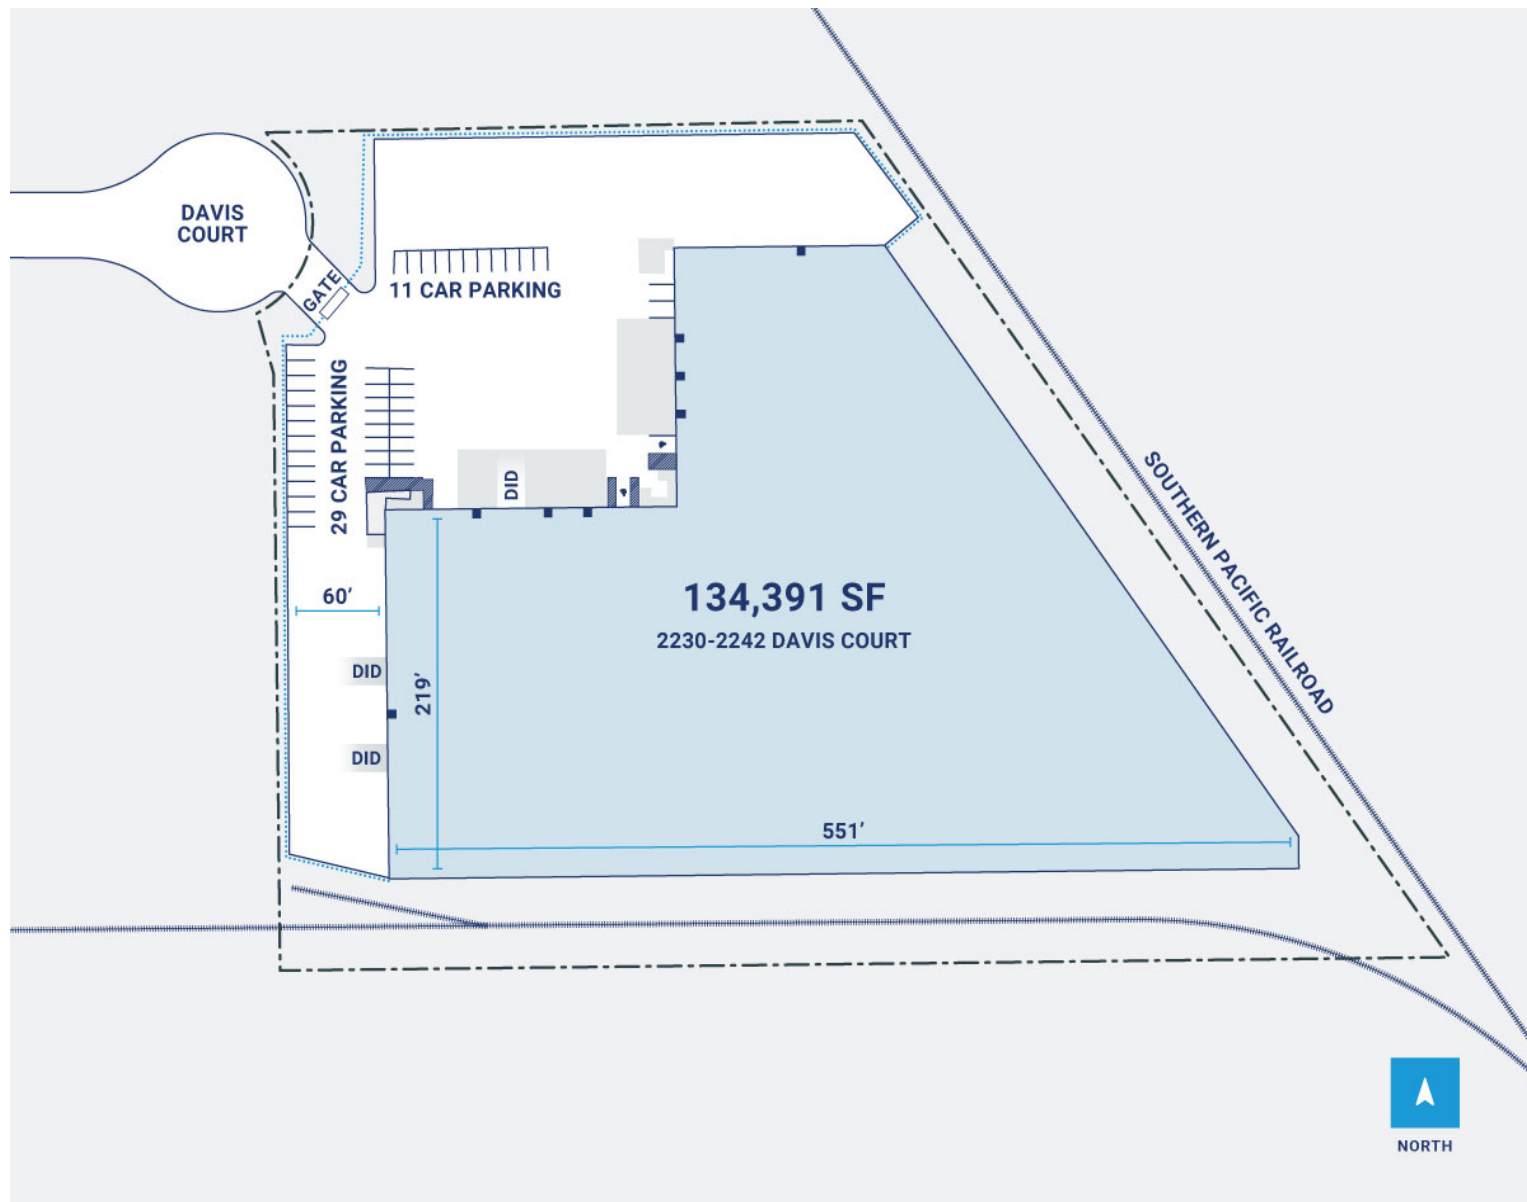 DAVIS
COURT
GATE
11 CAR PARKING
29 CAR PARKING
DID
SOUTHERN PACIFIC RAILROAD
134,391 SF
2230-2242 DAVIS COURT
60’
DID
219’
DID
551’
NORTH